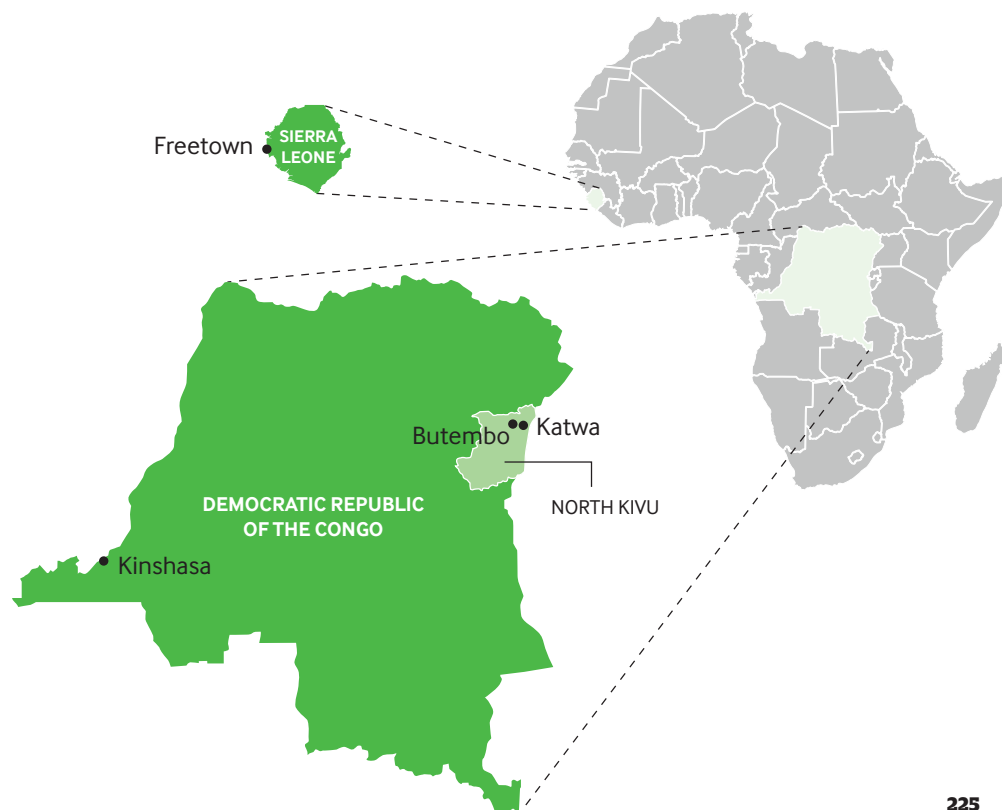 Freetown
SIERRA
LEONE
Butembo
Katwa
NORTH KIVU
DEMOCRATIC REPUBLIC
OF THE CONGO
Kinshasa
225